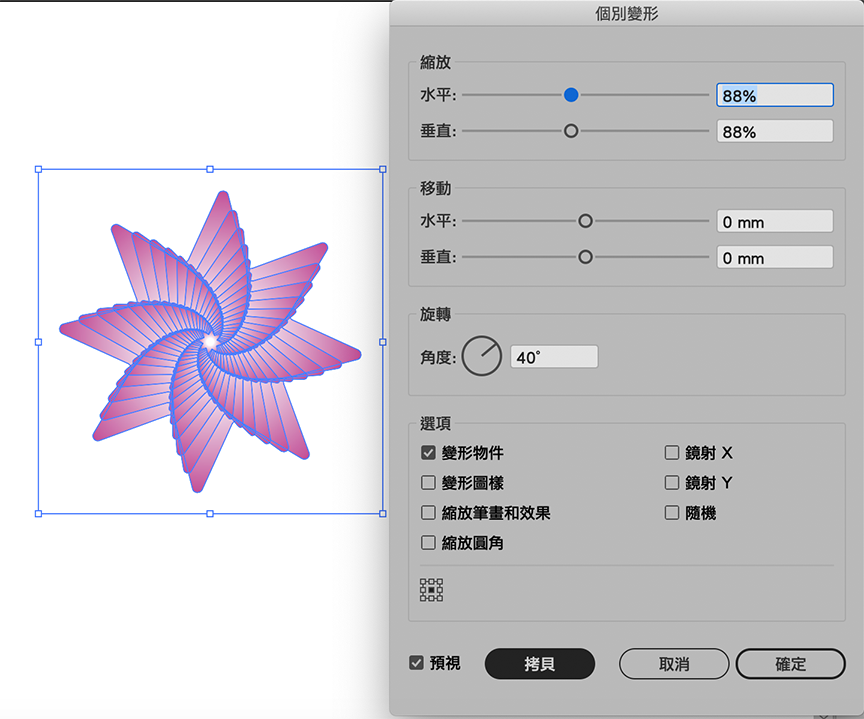 個別變形
縮放
水平: 88%
垂直: 88%
移動
水平: 0 mm
垂直: 0 mm
旋轉
角度: 40°
選項
變形物件 鏡射 X
變形圖樣 鏡射 Y
縮放筆畫和效果 隨機
縮放圓角
預視 拷貝 取消 確定